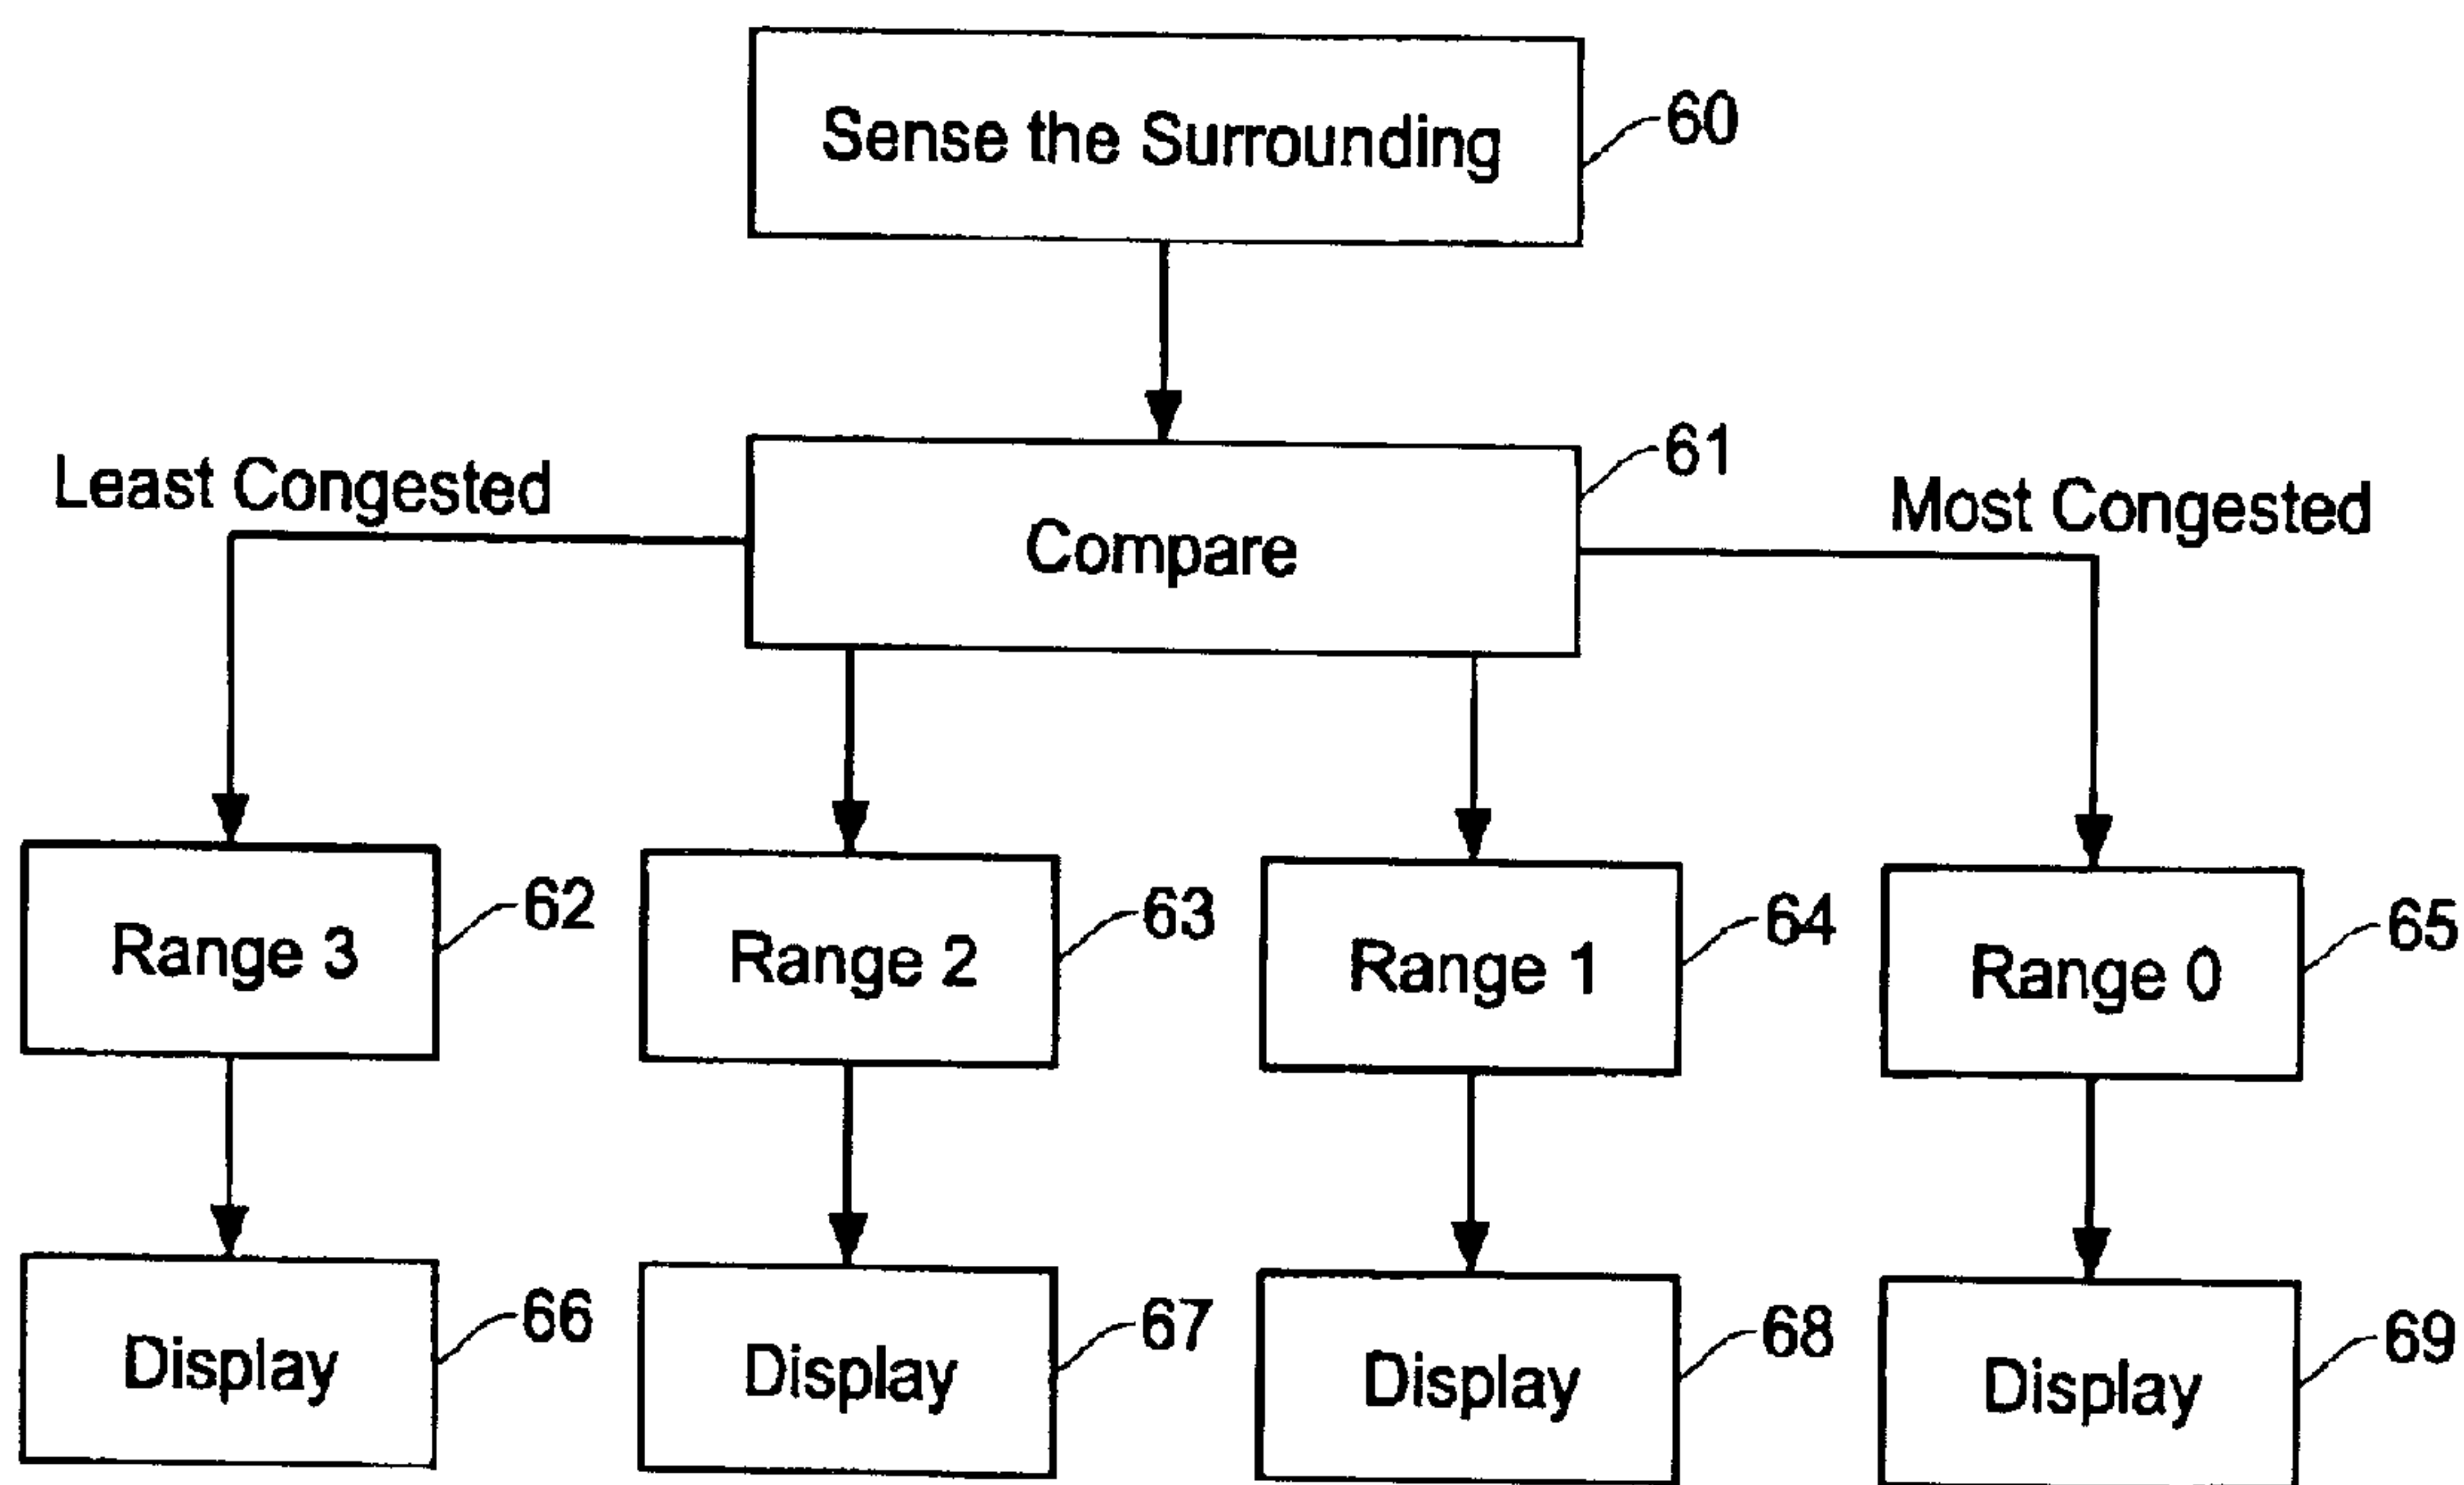 Sense the Surrounding
60
Least Congested
Compare
61
Most Congested
Range 3
62
Range 2
63
Range 1
64
Range 0
65
Display
66
Display
67
Display
68
Display
69